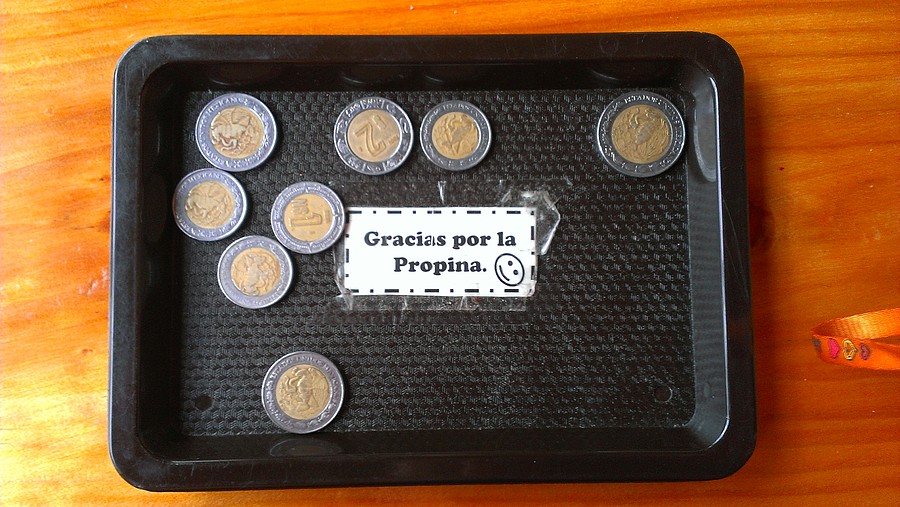 Gracias por la
Propina.